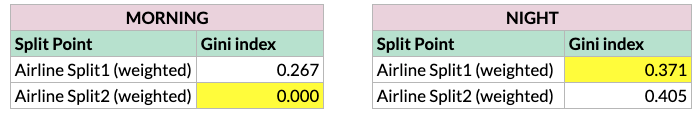 MORNING
Split Point Gini index
Airline Split1 (weighted) 0.267
Airline Split2 (weighted) 0.000
NIGHT
Split Point Gini index
Airline Split1 (weighted) 0.371
Airline Split2 (weighted) 0.405